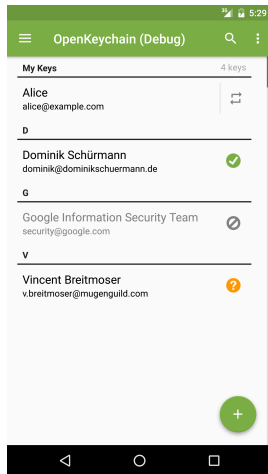 3G 5:29
OpenKeychain (Debug)
My Keys 4 keys
Alice
alice@example.com
D
Dominik Schürmann
dominik@dominikschuermann.de
G
Google Information Security Team
security@google.com
V
Vincent Breitmoser
v.breitmoser@mugenguild.com